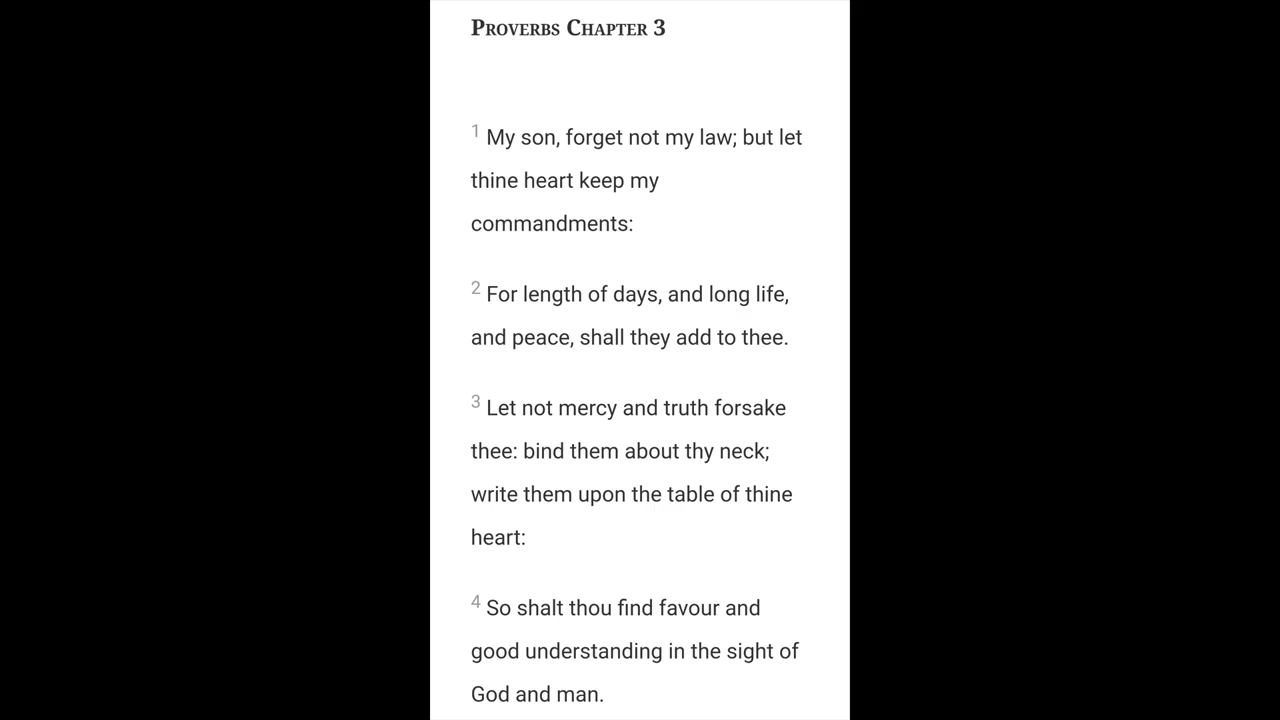 Proverbs Chapter 3
1 My son, forget not my law; but let
thine heart keep my
commandments:
2 For length of days, and long life,
and peace, shall they add to thee.
3 Let not mercy and truth forsake
thee: bind them about thy neck;
write them upon the table of thine
heart:
4 So shalt thou find favour and
good understanding in the sight of
God and man.